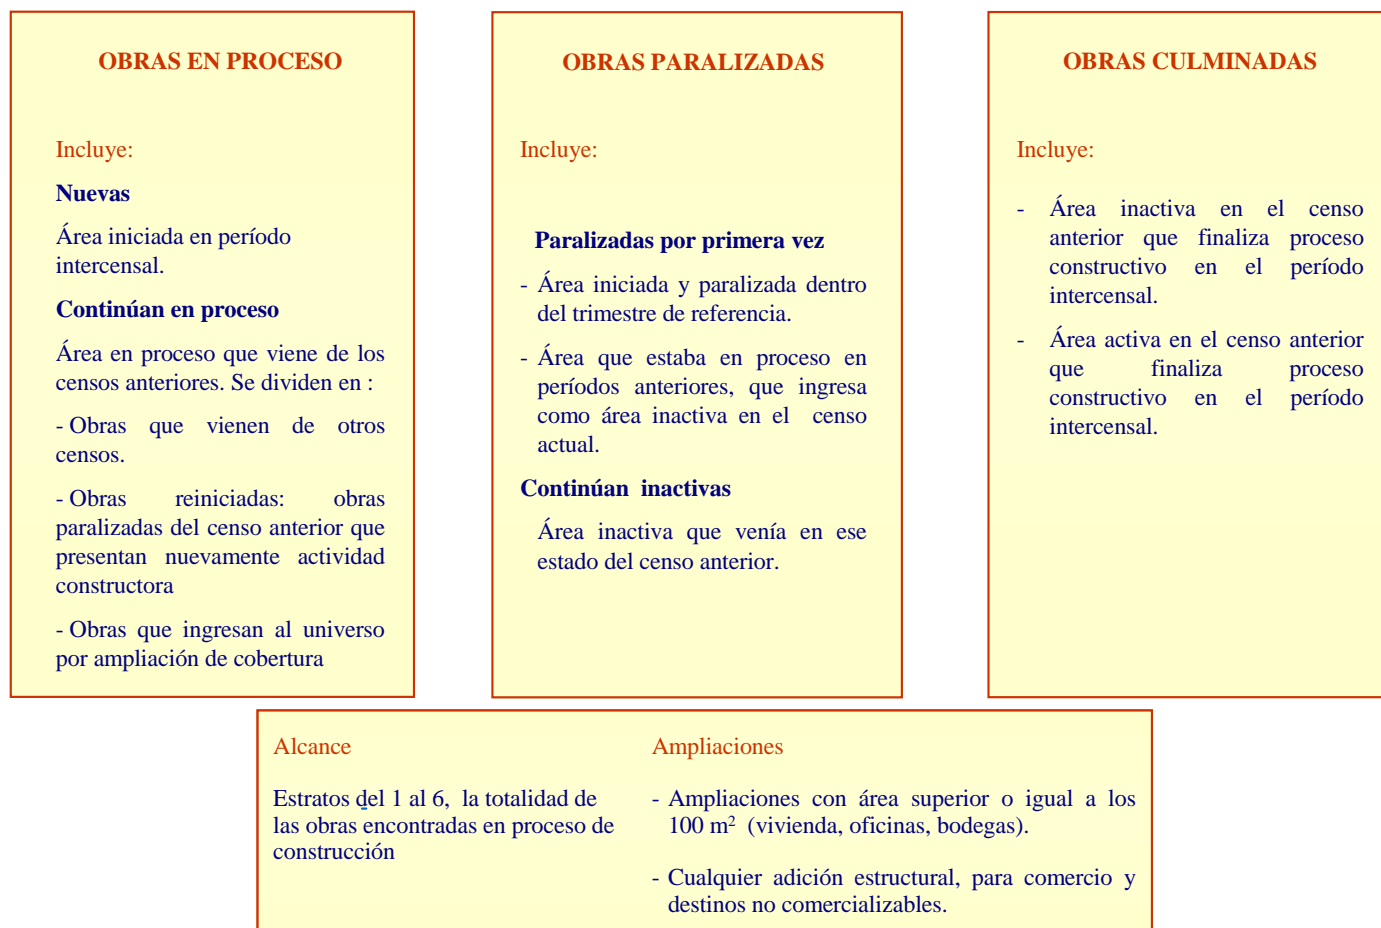 OBRAS EN PROCESO
Incluye:
Nuevas
Área iniciada en período
intercensal.
Continúan en proceso
Área en proceso que viene de los
censos anteriores. Se dividen en :
- Obras que vienen de otros
censos.
- Obras reiniciadas: obras
paralizadas del censo anterior que
presentan nuevamente actividad
constructora
- Obras que ingresan al universo
por ampliación de cobertura
OBRAS PARALIZADAS
Incluye:
Paralizadas por primera vez
- Área iniciada y paralizada dentro
del trimestre de referencia.
- Área que estaba en proceso en
períodos anteriores, que ingresa
como área inactiva en el censo
actual.
Continúan inactivas
Área inactiva que venía en ese
estado del censo anterior.
OBRAS CULMINADAS
Incluye:
- Área inactiva en el censo
anterior que finaliza proceso
constructivo en el período
intercensal.
- Área activa en el censo anterior
que finaliza proceso
constructivo en el período
intercensal.
Alcance
Estratos del 1 al 6, la totalidad de
las obras encontradas en proceso de
construcción
Ampliaciones
- Ampliaciones con área superior o igual a los
100 m² (vivienda, oficinas, bodegas).
- Cualquier adición estructural, para comercio y
destinos no comercializables.